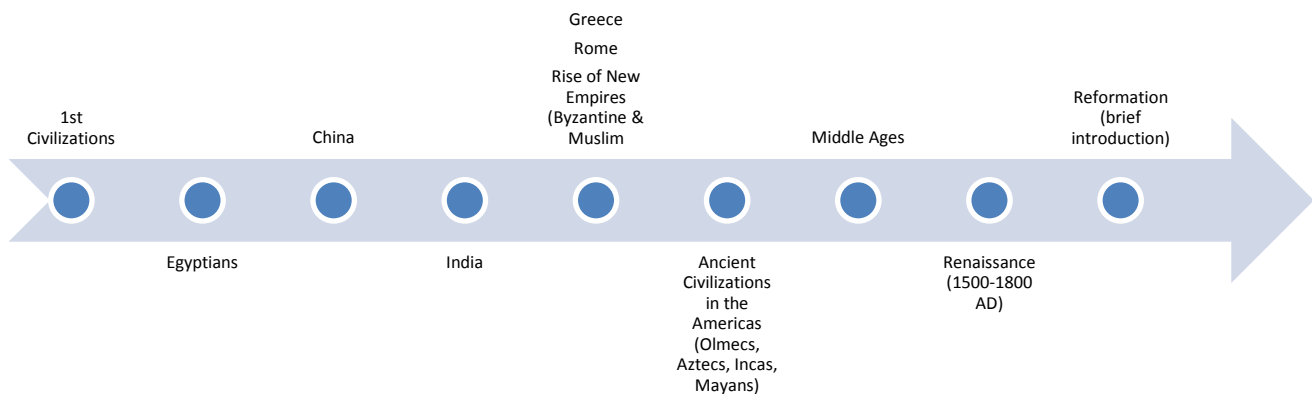 1st
Civilizations
Egyptians
China
India
Greece
Rome
Rise of New
Empires
(Byzantine &
Muslim
Ancient
Civilizations
in the
Americas
(Olmecs,
Aztecs, Incas,
Mayans)
Middle Ages
Renaissance
(1500-1800
AD)
Reformation
(brief
introduction)